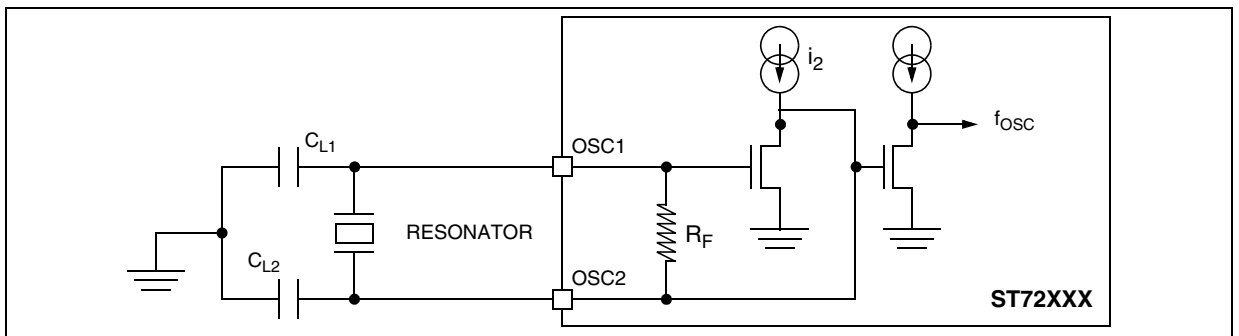 i2
fOSC
CL1
OSC1
RESONATOR
RF
CL2
OSC2
ST72XXX